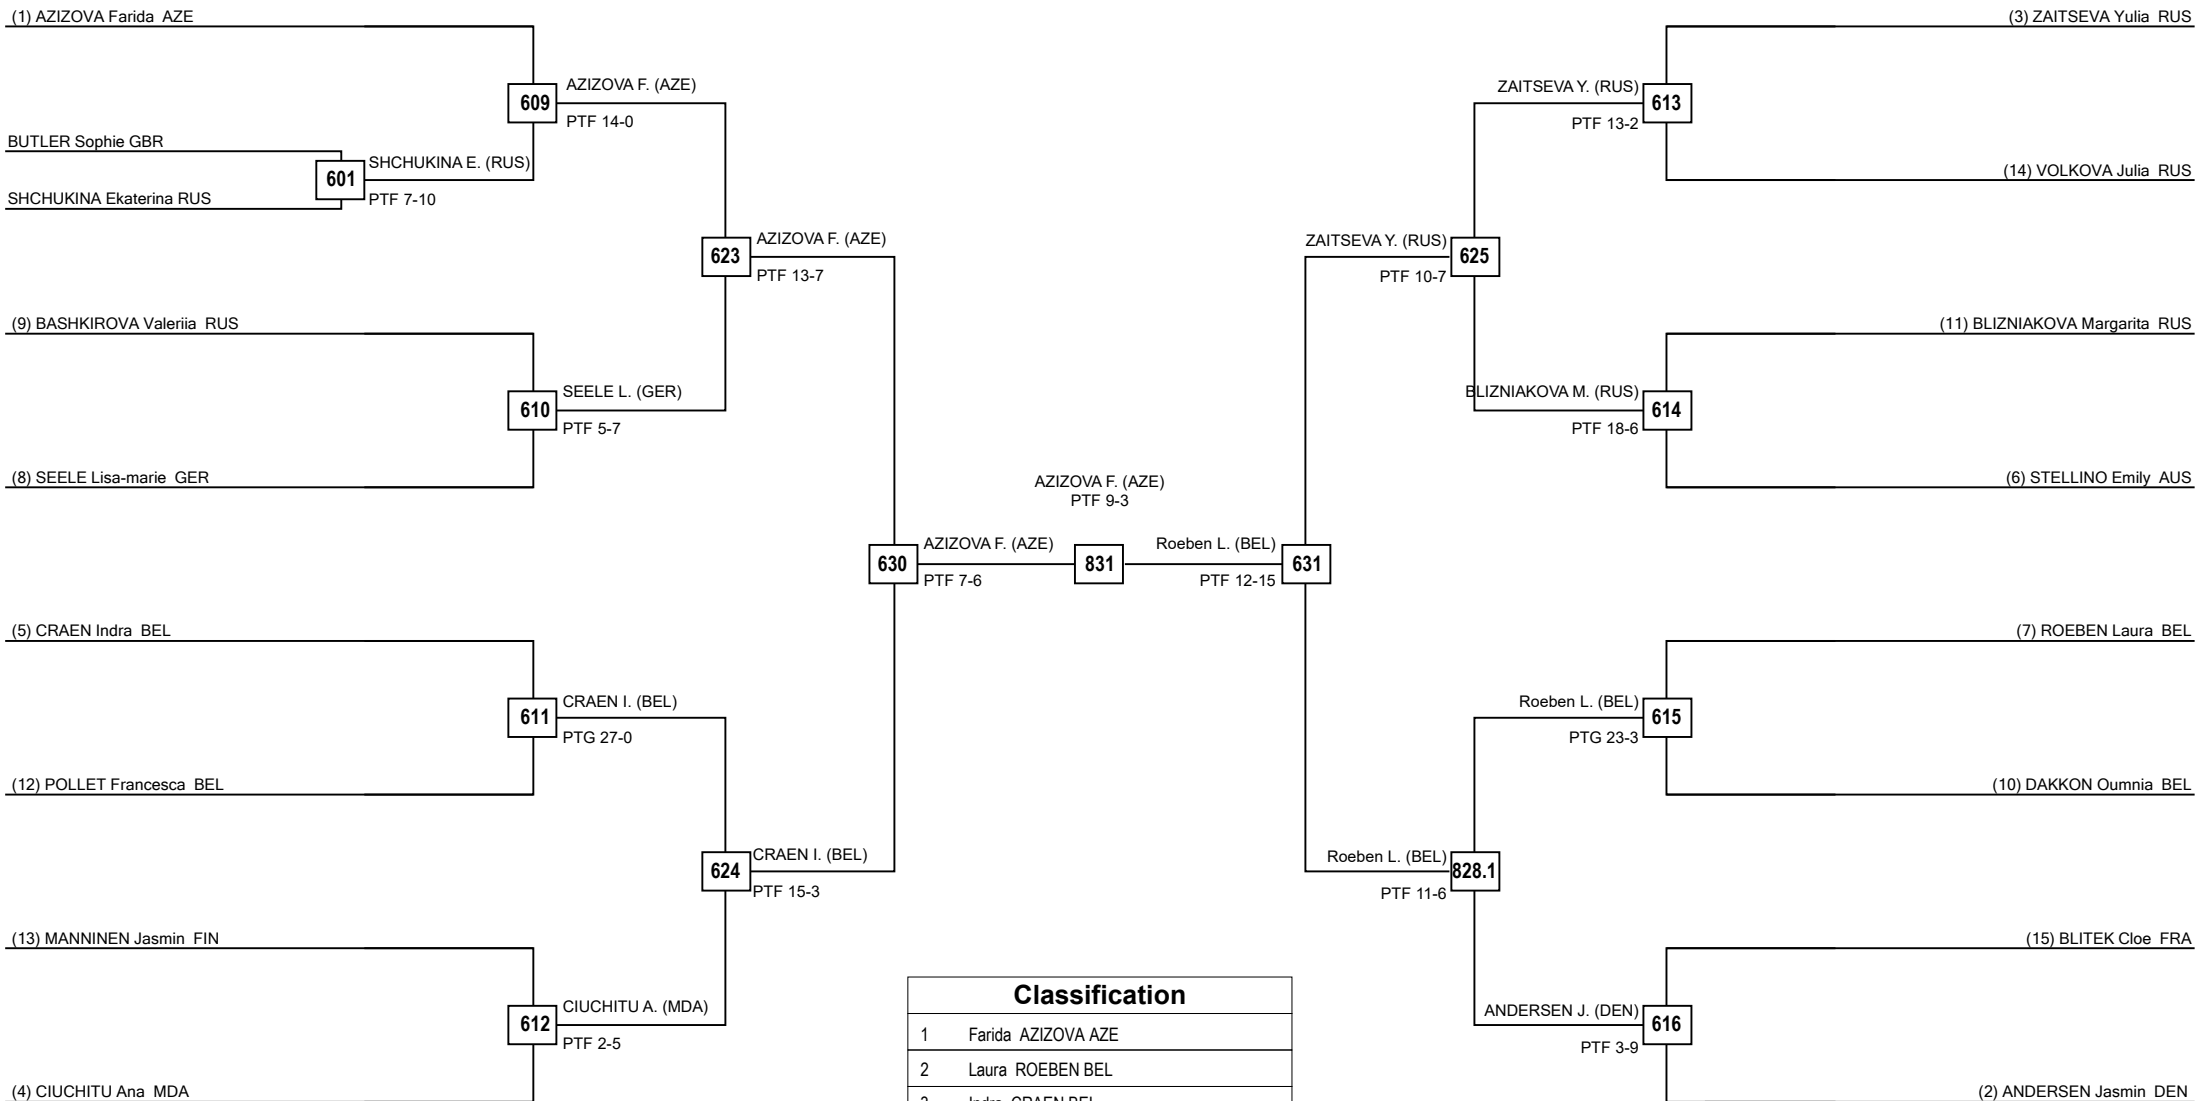 (1) AZIZOVA Farida  AZE
(3) ZAITSEVA Yulia  RUS
AZIZOVA F. (AZE)
609
PTF 14-0
ZAITSEVA Y. (RUS)
613
PTF 13-2
BUTLER Sophie GBR
SHCHUKINA E. (RUS)
601
PTF 7-10
SHCHUKINA Ekaterina RUS
(14) VOLKOVA Julia  RUS
AZIZOVA F. (AZE)
623
PTF 13-7
ZAITSEVA Y. (RUS)
625
PTF 10-7
(9) BASHKIROVA Valeriia  RUS
(11) BLIZNIAKOVA Margarita  RUS
SEELE L. (GER)
610
PTF 5-7
BLIZNIAKOVA M. (RUS)
614
PTF 18-6
(8) SEELE Lisa-marie  GER
(6) STELLINO Emily  AUS
AZIZOVA F. (AZE)
PTF 9-3
630
AZIZOVA F. (AZE)
PTF 7-6
831
Roeben L. (BEL)
PTF 12-15
631
(5) CRAEN Indra  BEL
(7) ROEBEN Laura  BEL
CRAEN I. (BEL)
611
PTG 27-0
Roeben L. (BEL)
615
PTG 23-3
(12) POLLET Francesca  BEL
(10) DAKKON Oumnia  BEL
CRAEN I. (BEL)
624
PTF 15-3
Roeben L. (BEL)
828.1
PTF 11-6
(13) MANNINEN Jasmin  FIN
(15) BLITEK Cloe  FRA
CIUCHITU A. (MDA)
612
PTF 2-5
ANDERSEN J. (DEN)
616
PTF 3-9
(4) CIUCHITU Ana  MDA
(2) ANDERSEN Jasmin  DEN
Classification
1 Farida  AZIZOVA AZE
2 Laura  ROEBEN BEL
3 Indra  CRAEN BEL